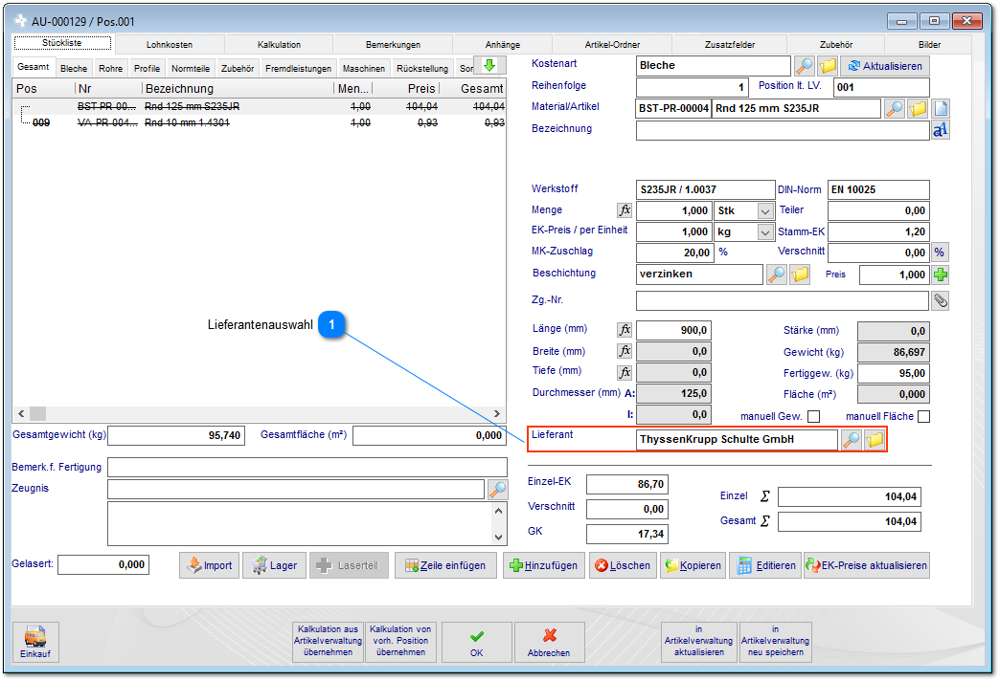 AU-000129 / Pos.001
Stückliste Lohnkosten Kalkulation Bemerkungen Anhänge Artikel-Ordner Zusatzfelder Zubehör Bilder
Gesamt Bleche Rohre Profile Normteile Zubehör Fremdleistungen Maschinen Rückstellung Son
Pos Nr Bezeichnung Men... Preis Gesamt
BST-PR-00... Rnd 125 mm S235JR 1,00 104,04 104,04
009 VA-PR-004... Rnd 10 mm 1.4301 1,00 0,93 0,93
Kostenart Bleche Aktualisieren
Reihenfolge 1 Position lt. LV. 001
Material/Artikel BST-PR-00004 Rnd 125 mm S235JR
Bezeichnung aA
Werkstoff S235JR / 1.0037 DIN-Norm EN 10025
Menge fx 1,000 Stk Teiler 0,00
EK-Preis / per Einheit 1,000 kg Stamm-EK 1,20
MK-Zuschlag 20,00 % Verschnitt 0,00 %
Beschichtung verzinken Preis 1,000
Zg.-Nr.
Lieferantenauswahl 1
Länge (mm) fx 900,0 Stärke (mm) 0,0
Breite (mm) fx 0,0 Gewicht (kg) 86,697
Tiefe (mm) fx 0,0 Fertiggew. (kg) 95,00
Durchmesser (mm) A: 125,0 Fläche (m²) 0,000
I: 0,0 manuell Gew. manuell Fläche
Lieferant ThyssenKrupp Schulte GmbH
Gesamtgewicht (kg) 95,740 Gesamtfläche (m²) 0,000
Bemerk.f. Fertigung
Zeugnis
Einzel-EK 86,70
Verschnitt 0,00
GK 17,34
Einzel Σ 104,04
Gesamt Σ 104,04
Gelasert: 0,000 Import Lager Laserteil Zeile einfügen Hinzufügen Löschen Kopieren Editieren EK-Preise aktualisieren
Einkauf
Kalkulation aus
Artikelverwaltung
übernehmen
Kalkulation von
vorh. Position
übernehmen
OK
Abbrechen
in
Artikelverwaltung
aktualisieren
in
Artikelverwaltung
neu speichern